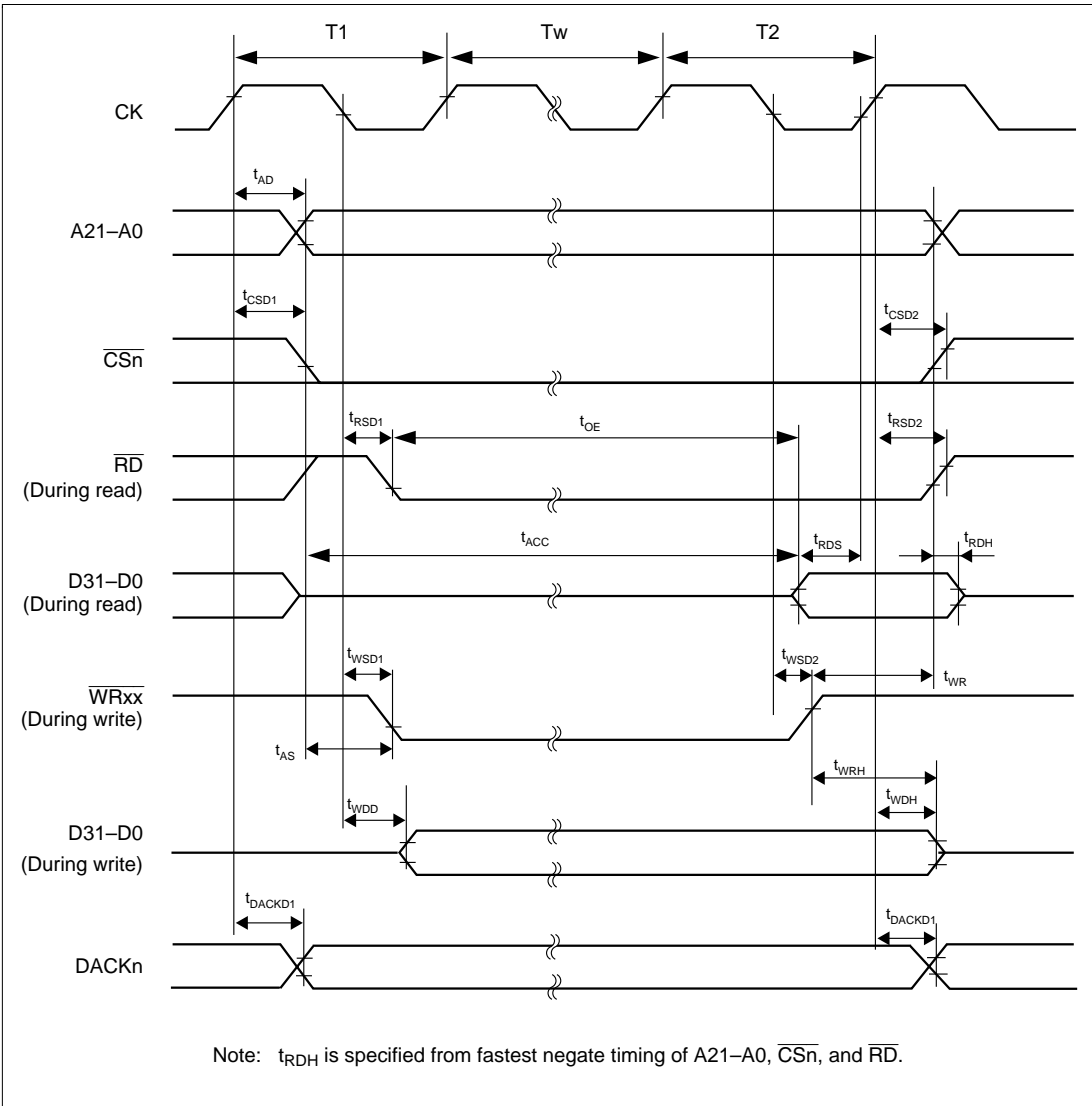 T1 Tw T2
CK
tAD
A21–A0
tCSD1 tCSD2
CSn
tRSD1 tOE tRSD2
RD
(During read)
tACC tRDS tRDH
D31–D0
(During read)
tWSD1 tWSD2 tWR
WRxx
(During write)
tAS
tWRH
tWDD tWDH
D31–D0
(During write)
tDACKD1 tDACKD1
DACKn
Note: tRDH is specified from fastest negate timing of A21–A0, CSn, and RD.